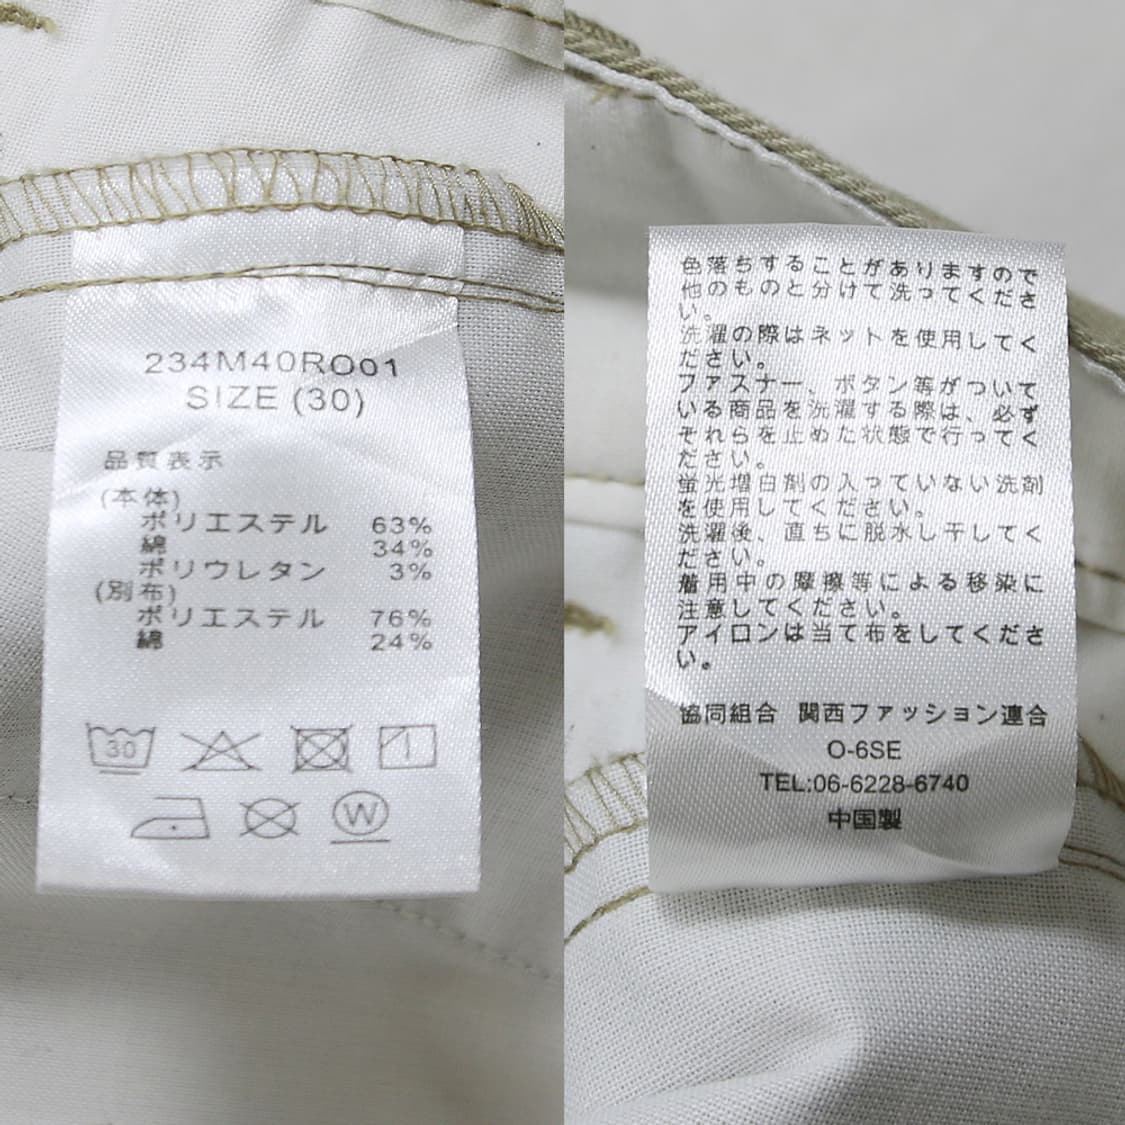 234M40RO01
SIZE (30)
品質表示
(本体)
ポリエステル 63%
綿 34%
ポリウレタン 3%
(別布)
ポリエステル 76%
綿 24%
30
W
色落ちすることがありますので
他のものと分けて洗ってくださ
い。
洗濯の際はネットを使用してく
ださい。
ファスナー、ボタン等がついて
いる商品を洗濯する際は、必ず
それらを止めた状態で行ってく
ださい。
蛍光増白剤の入っていない洗剤
を使用してください。
洗濯後、直ちに脱水し干してく
ださい。
着用中の摩擦等による移染に
注意してください。
アイロンは当て布をしてくださ
い。
協同組合 関西ファッション連合
O-6SE
TEL:06-6228-6740
中国製